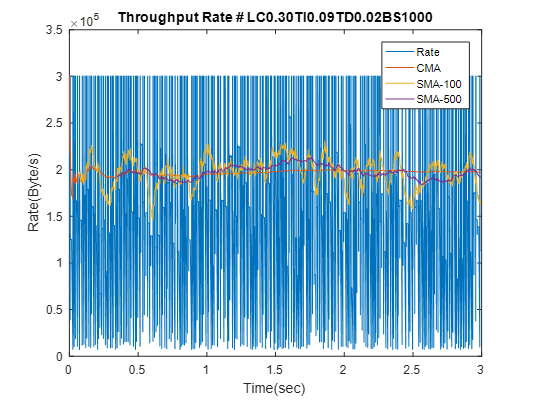 Throughput Rate # LC0.30TI0.09TD0.02BS1000
×10^5
3.5
3
2.5
2
1.5
1
0.5
0
Rate(Byte/s)
Rate
CMA
SMA-100
SMA-500
0 0.5 1 1.5 2 2.5 3
Time(sec)